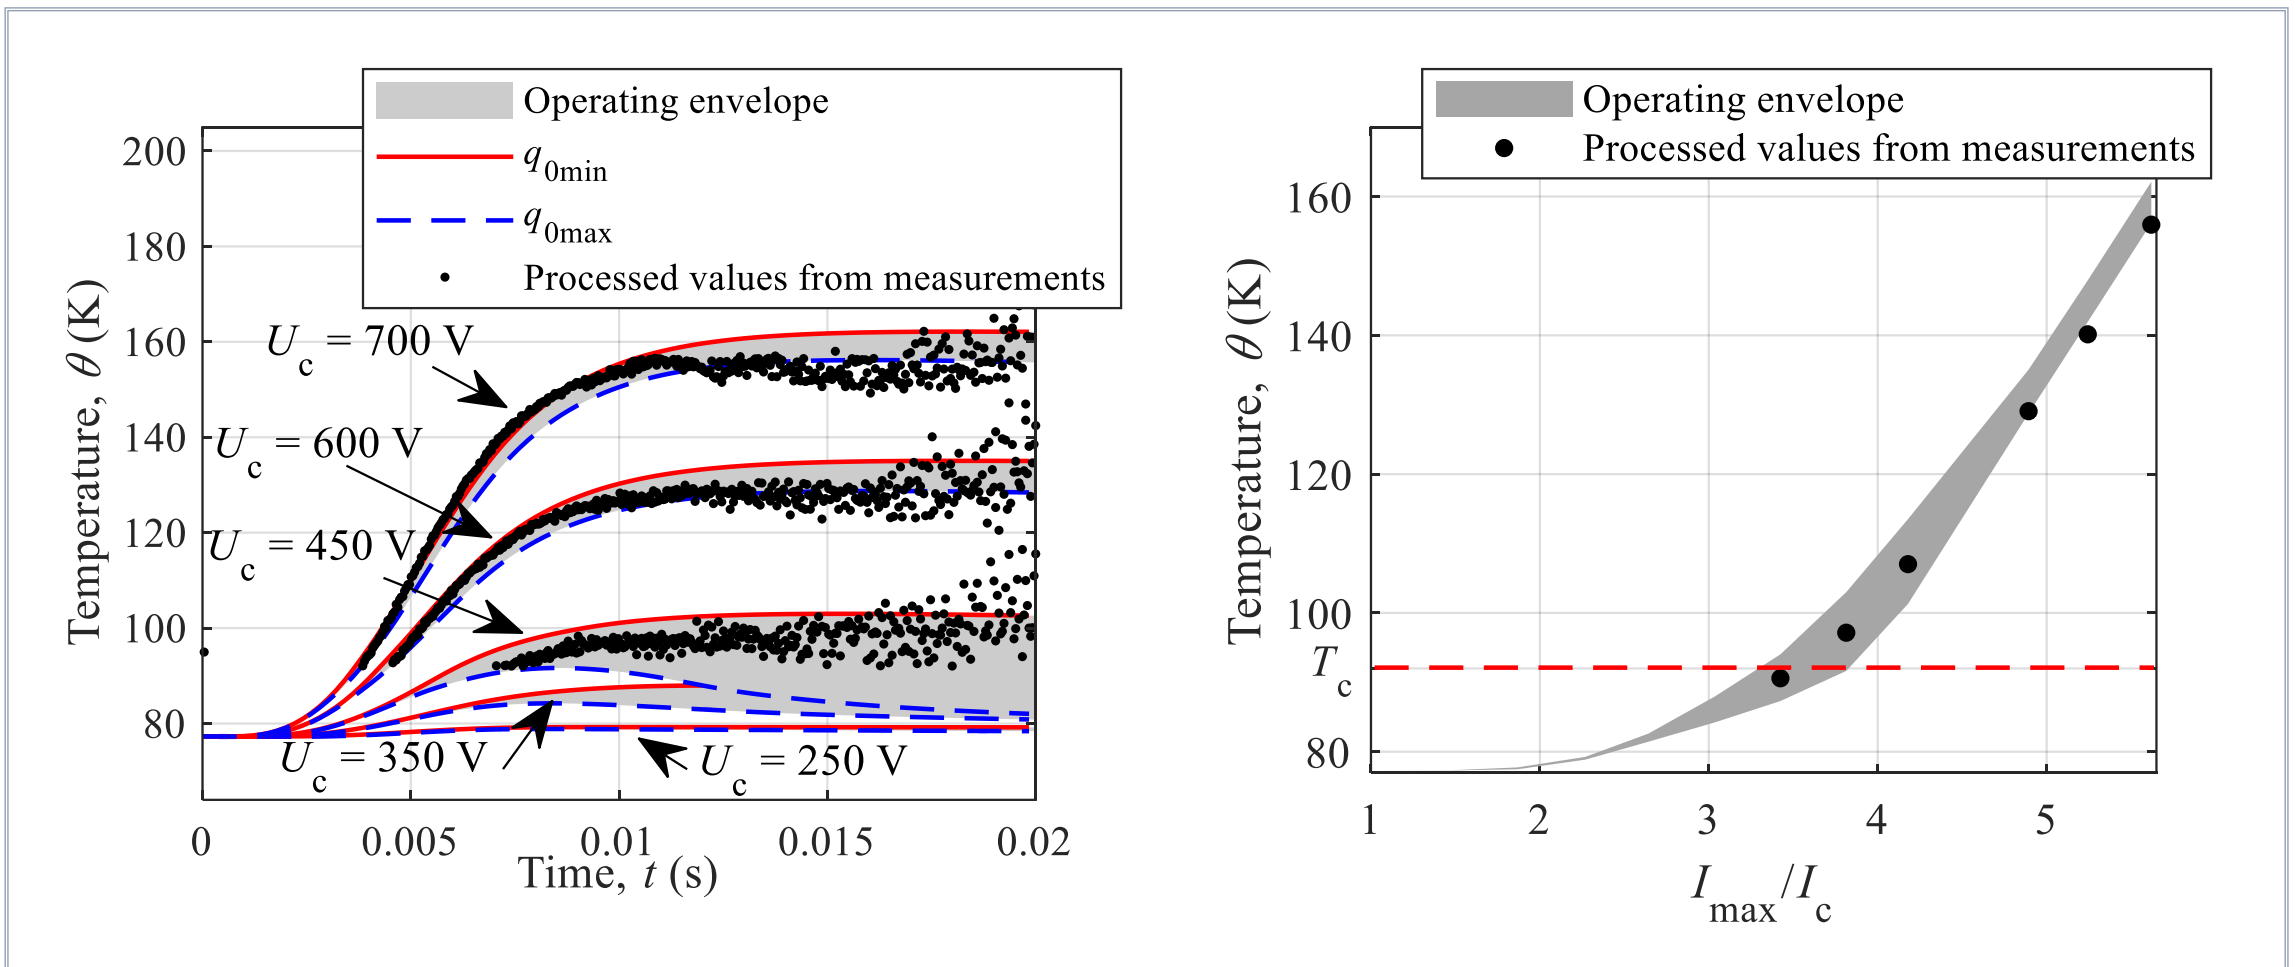 Operating envelope
q0min
q0max
Processed values from measurements
200
180
160
140
120
100
80
Temperature, θ (K)
Uc = 700 V
Uc = 600 V
Uc = 450 V
Uc = 350 V
Uc = 250 V
0
0.005
0.01
0.015
0.02
Time, t (s)
Operating envelope
Processed values from measurements
160
140
120
100
Tc
80
Temperature, θ (K)
1
2
3
4
5
Imax/Ic